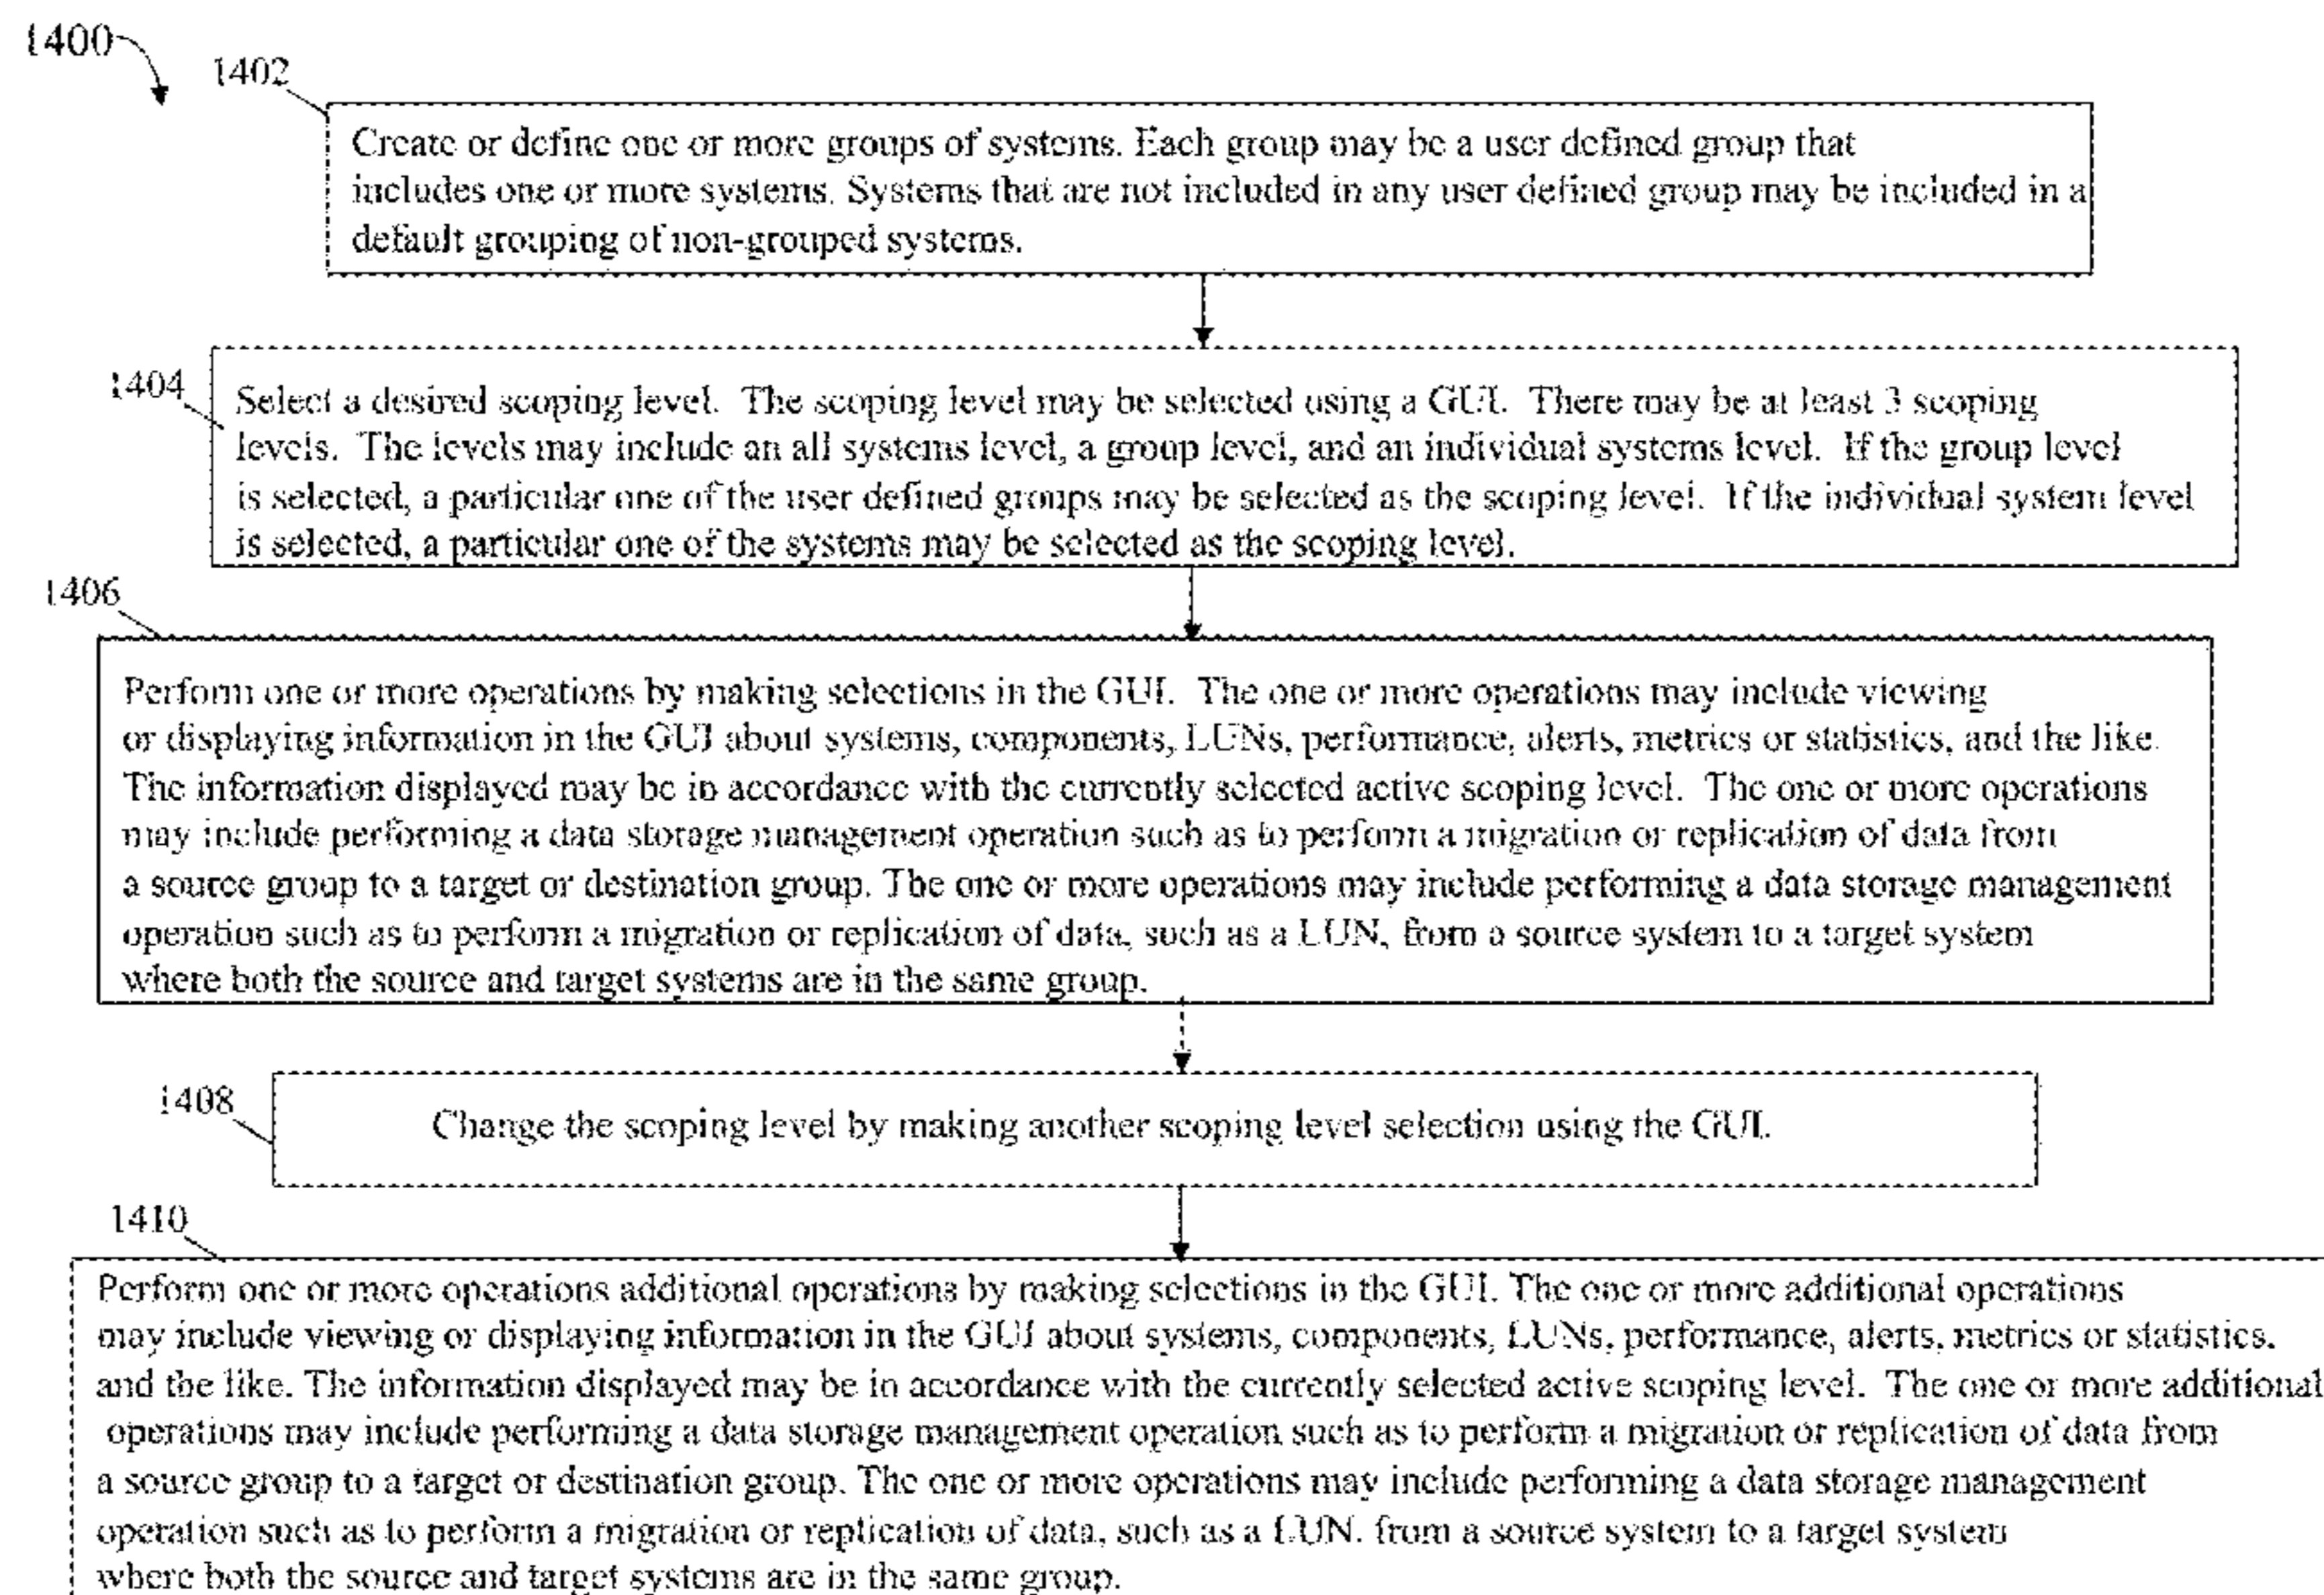 1400
1402
Create or define one or more groups of systems. Each group may be a user defined group that
includes one or more systems. Systems that are not included in any user defined group may be included in a
default grouping of non-grouped systems.
1404
Select a desired scoping level. The scoping level may be selected using a GUI. There may be at least 3 scoping
levels. The levels may include an all systems level, a group level, and an individual systems level. If the group level
is selected, a particular one of the user defined groups may be selected as the scoping level. If the individual system level
is selected, a particular one of the systems may be selected as the scoping level.
1406
Perform one or more operations by making selections in the GUI. The one or more operations may include viewing
or displaying information in the GUI about systems, components, LUNs, performance, alerts, metrics or statistics, and the like.
The information displayed may be in accordance with the currently selected active scoping level. The one or more operations
may include performing a data storage management operation such as to perform a migration or replication of data from
a source group to a target or destination group. The one or more operations may include performing a data storage management
operation such as to perform a migration or replication of data, such as a LUN, from a source system to a target system
where both the source and target systems are in the same group.
1408
Change the scoping level by making another scoping level selection using the GUI.
1410
Perform one or more operations additional operations by making selections in the GUI. The one or more additional operations
may include viewing or displaying information in the GUI about systems, components, LUNs, performance, alerts, metrics or statistics.
and the like. The information displayed may be in accordance with the currently selected active scoping level. The one or more additional
operations may include performing a data storage management operation such as to perform a migration or replication of data from
a source group to a target or destination group. The one or more operations may include performing a data storage management
operation such as to perform a migration or replication of data, such as a LUN. from a source system to a target system
where both the source and target systems are in the same group.